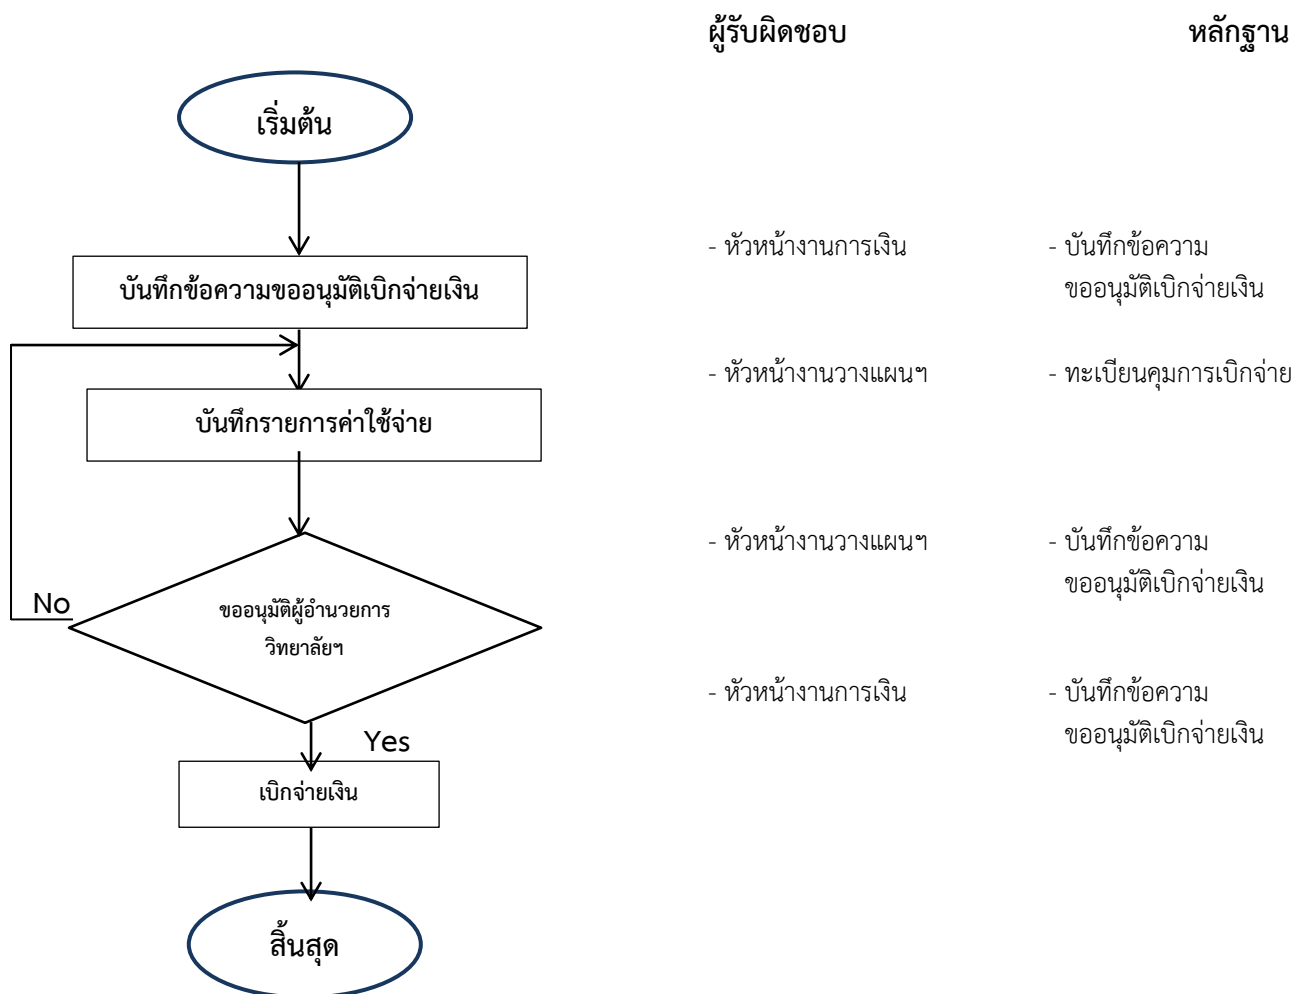 ผู้รับผิดชอบ หลักฐาน
เริ่มต้น
- หัวหน้างานการเงิน - บันทึกข้อความ
ขออนุมัติเบิกจ่ายเงิน
บันทึกข้อความขออนุมัติเบิกจ่ายเงิน
- หัวหน้างานวางแผนฯ - ทะเบียนคุมการเบิกจ่าย
บันทึกรายการค่าใช้จ่าย
- หัวหน้างานวางแผนฯ - บันทึกข้อความ
ขออนุมัติเบิกจ่ายเงิน
No
ขออนุมัติผู้อำนวยการ
วิทยาลัยฯ
- หัวหน้างานการเงิน - บันทึกข้อความ
ขออนุมัติเบิกจ่ายเงิน
Yes
เบิกจ่ายเงิน
สิ้นสุด